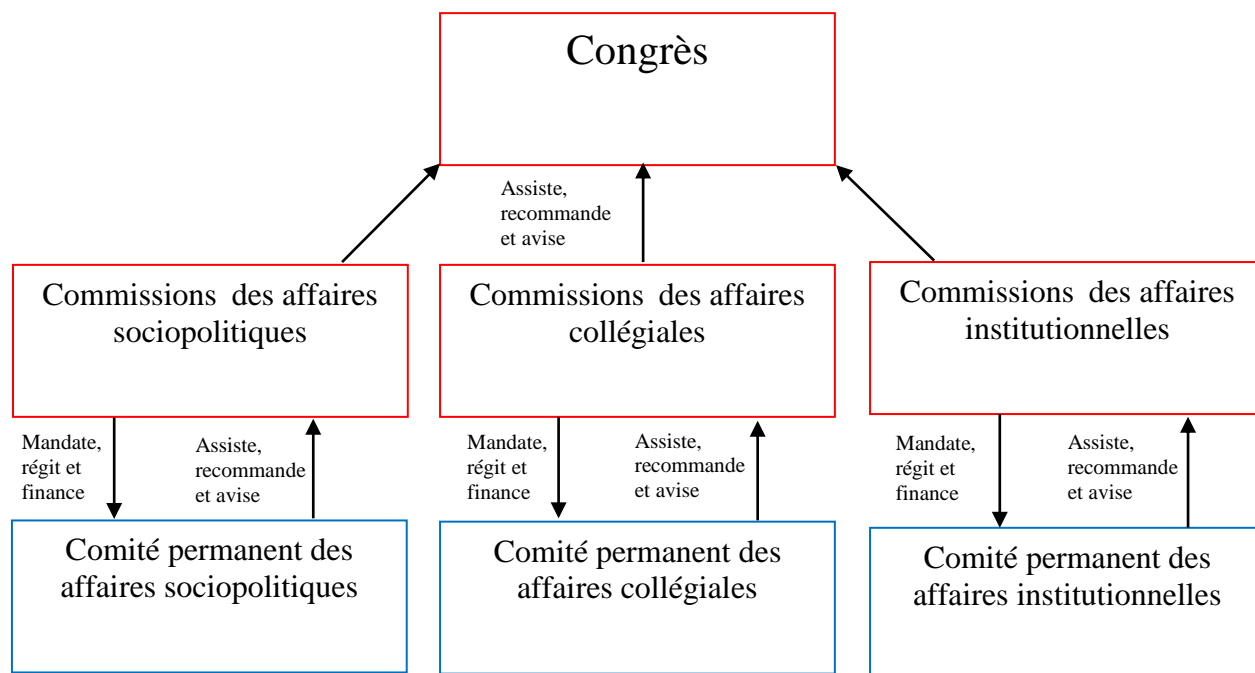 Congrès
Assiste,
recommande
et avise
Commissions  des affaires
sociopolitiques
Commissions  des affaires
collégiales
Commissions  des affaires
institutionnelles
Mandate,
régit et
finance
Assiste,
recommande
et avise
Mandate,
régit et
finance
Assiste,
recommande
et avise
Mandate,
régit et
finance
Assiste,
recommande
et avise
Comité permanent des
affaires sociopolitiques
Comité permanent des
affaires collégiales
Comité permanent des
affaires institutionnelles